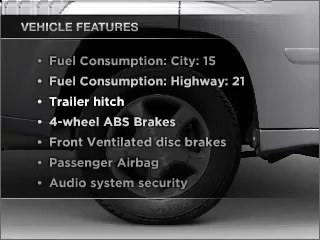 VEHICLE FEATURES
• Fuel Consumption: City: 15
• Fuel Consumption: Highway: 21
• Trailer hitch
• 4-wheel ABS Brakes
• Front Ventilated disc brakes
• Passenger Airbag
• Audio system security